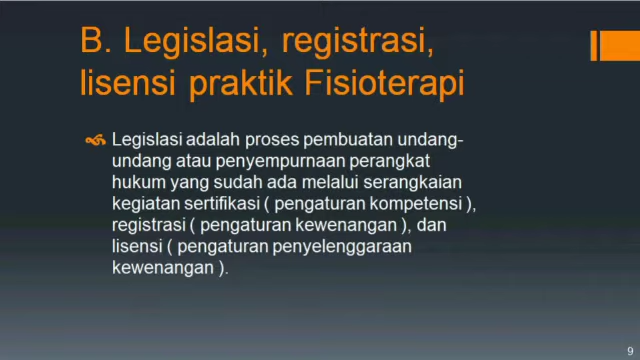 B. Legislasi, registrasi,
lisensi praktik Fisioterapi
Legislasi adalah proses pembuatan undang-
undang atau penyempurnaan perangkat
hukum yang sudah ada melalui serangkaian
kegiatan sertifikasi ( pengaturan kompetensi ),
registrasi ( pengaturan kewenangan ), dan
lisensi ( pengaturan penyelenggaraan
kewenangan ).
9